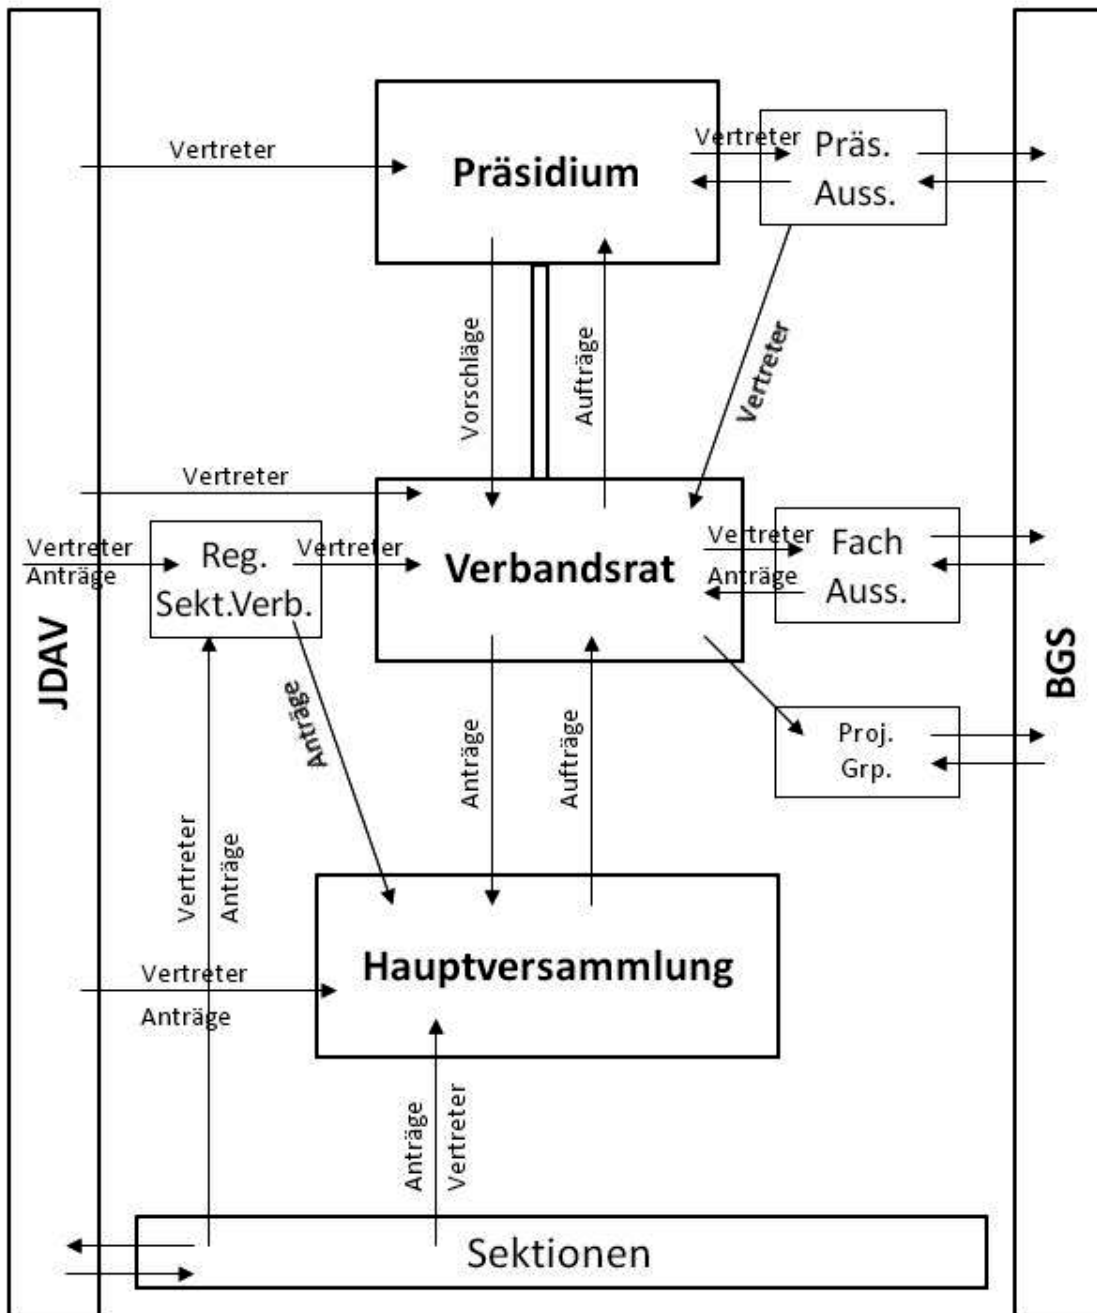 Vertreter
Präsidium
Vertreter
Präs.
Auss.
Vorschläge
Aufträge
Vertreter
Vertreter
Vertreter
Anträge
Reg.
Sekt.Verb.
Vertreter
Verbandsrat
Vertreter
Anträge
Fach
Auss.
JDAV
BGS
Anträge
Anträge
Aufträge
Proj.
Grp.
Vertreter
Anträge
Hauptversammlung
Vertreter
Anträge
Anträge
Vertreter
Sektionen